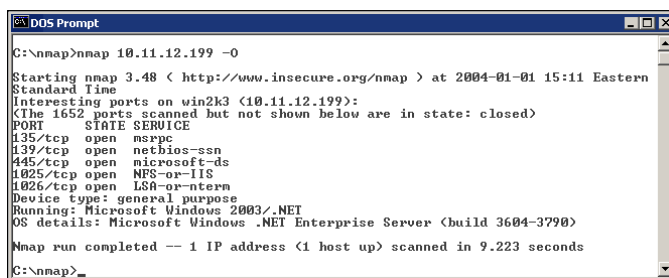 DOS Prompt
C:\nmap>nmap 10.11.12.199 -O
Starting nmap 3.48 ( http://www.insecure.org/nmap ) at 2004-01-01 15:11 Eastern
Standard Time
Interesting ports on win2k3 (10.11.12.199):
(The 1652 ports scanned but not shown below are in state: closed)
PORT     STATE SERVICE
135/tcp  open  msrpc
139/tcp  open  netbios-ssn
445/tcp  open  microsoft-ds
1025/tcp open  NFS-or-IIS
1026/tcp open  LSA-or-nterm
Device type: general purpose
Running: Microsoft Windows 2003/.NET
OS details: Microsoft Windows .NET Enterprise Server (build 3604-3790)
Nmap run completed -- 1 IP address (1 host up) scanned in 9.223 seconds
C:\nmap>_